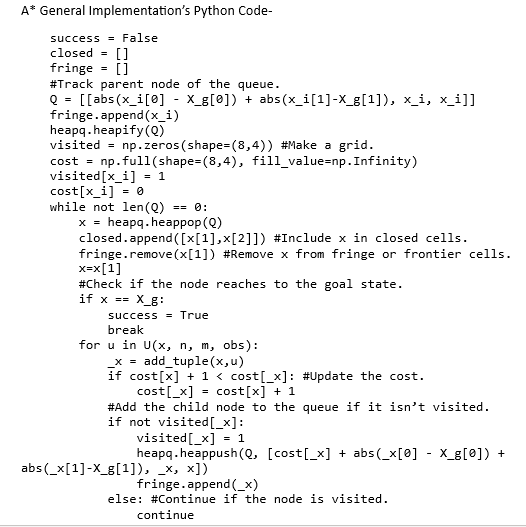 A* General Implementation's Python Code-
success = False
closed = []
fringe = []
#Track parent node of the queue.
Q = [[abs(x_i[0] - X_g[0]) + abs(x_i[1]-X_g[1]), x_i, x_i]]
fringe.append(x_i)
heapq.heapify(Q)
visited = np.zeros(shape=(8,4)) #Make a grid.
cost = np.full(shape=(8,4), fill_value=np.Infinity)
visited[x_i] = 1
cost[x_i] = 0
while not len(Q) == 0:
x = heapq.heappop(Q)
closed.append([x[1],x[2]]) #Include x in closed cells.
fringe.remove(x[1]) #Remove x from fringe or frontier cells.
x=x[1]
#Check if the node reaches to the goal state.
if x == X_g:
success = True
break
for u in U(x, n, m, obs):
_x = add_tuple(x,u)
if cost[x] + 1 < cost[_x]: #Update the cost.
cost[_x] = cost[x] + 1
#Add the child node to the queue if it isn't visited.
if not visited[_x]:
visited[_x] = 1
heapq.heappush(Q, [cost[_x] + abs(_x[0] - X_g[0]) +
abs(_x[1]-X_g[1]), _x, x])
fringe.append(_x)
else: #Continue if the node is visited.
continue